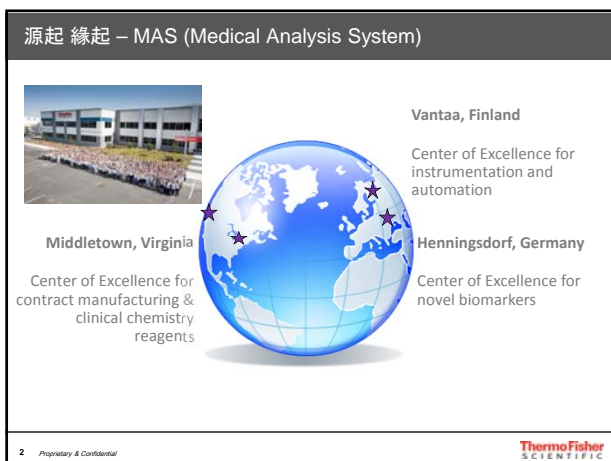 源起 緣起 – MAS (Medical Analysis System)
Vantaa, Finland
Center of Excellence for
instrumentation and
automation
Middletown, Virginia
Center of Excellence for
contract manufacturing &
clinical chemistry
reagents
Henningsdorf, Germany
Center of Excellence for
novel biomarkers
2 Proprietary & Confidential
ThermoFisher
SCIENTIFIC